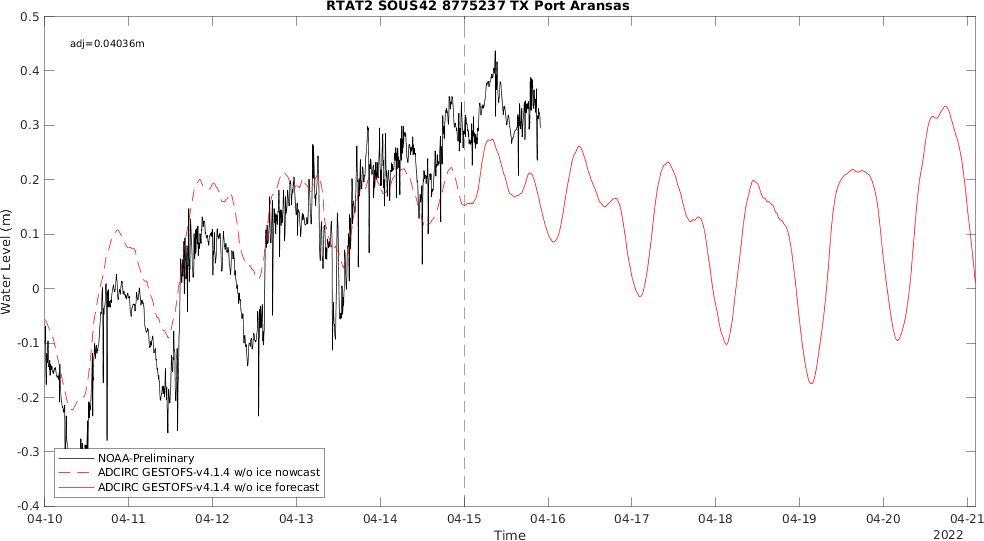 RTAT2 SOUS42 8775237 TX Port Aransas
0.5
adj=0.04036m
0.4
0.3
0.2
0.1
0
-0.1
-0.2
-0.3
-0.4
Water Level (m)
NOAA-Preliminary
ADCIRC GESTOFS-v4.1.4 w/o ice nowcast
ADCIRC GESTOFS-v4.1.4 w/o ice forecast
04-10 04-11 04-12 04-13 04-14 04-15 04-16 04-17 04-18 04-19 04-20 04-21
Time
2022